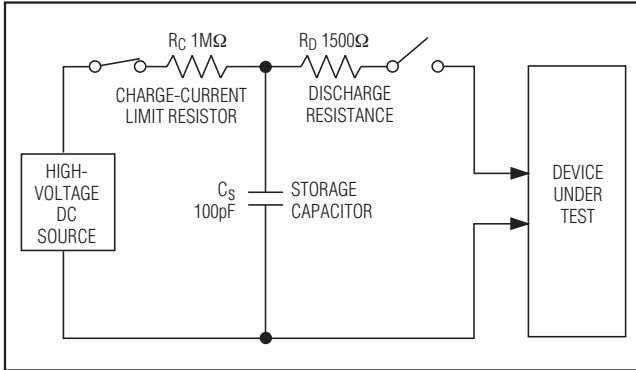 R_C 1MΩ
CHARGE-CURRENT
LIMIT RESISTOR
R_D 1500Ω
DISCHARGE
RESISTANCE
HIGH-
VOLTAGE
DC
SOURCE
C_S
100pF
STORAGE
CAPACITOR
DEVICE
UNDER
TEST